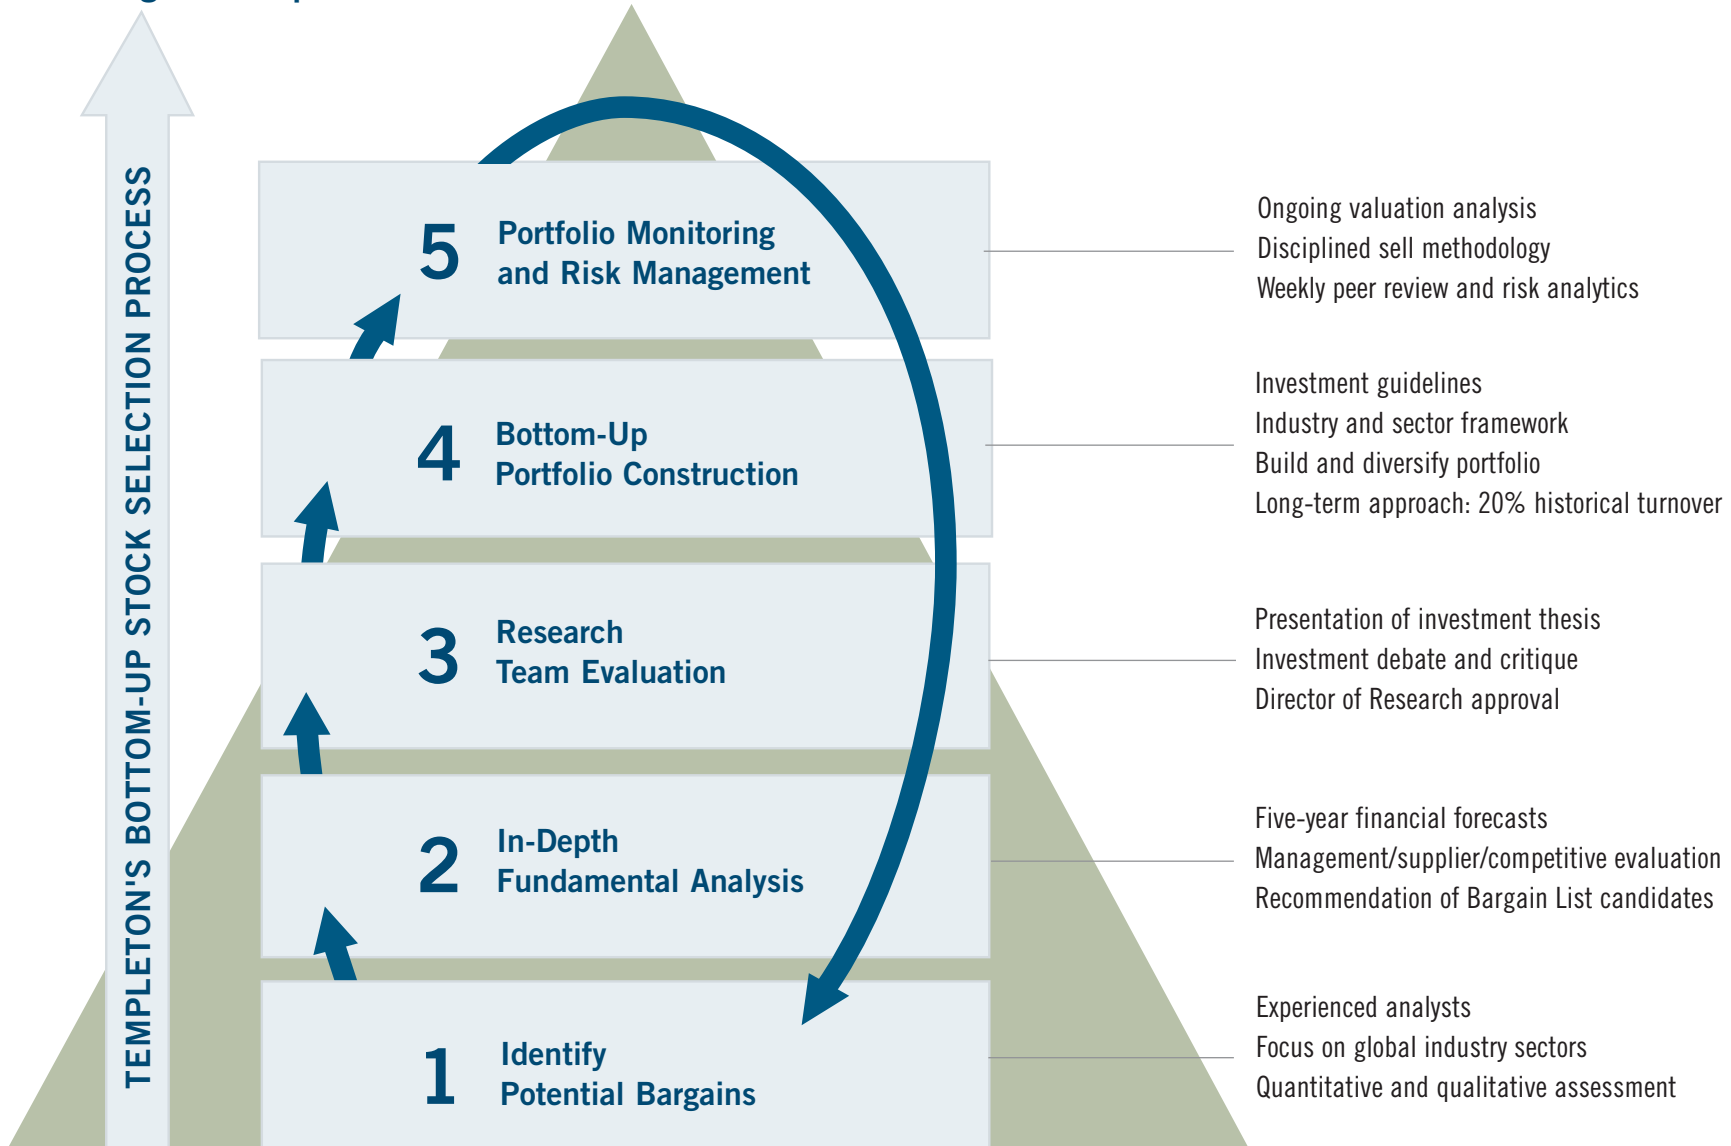 TEMPLETON'S BOTTOM-UP STOCK SELECTION PROCESS
5
Portfolio Monitoring
and Risk Management
Ongoing valuation analysis
Disciplined sell methodology
Weekly peer review and risk analytics
4
Bottom-Up
Portfolio Construction
Investment guidelines
Industry and sector framework
Build and diversify portfolio
Long-term approach: 20% historical turnover
3
Research
Team Evaluation
Presentation of investment thesis
Investment debate and critique
Director of Research approval
2
In-Depth
Fundamental Analysis
Five-year financial forecasts
Management/supplier/competitive evaluation
Recommendation of Bargain List candidates
1
Identify
Potential Bargains
Experienced analysts
Focus on global industry sectors
Quantitative and qualitative assessment